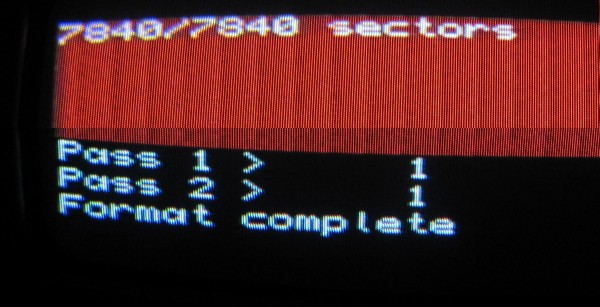 7840/7840 sectors
Pass 1 > 1
Pass 2 > 1
Format complete